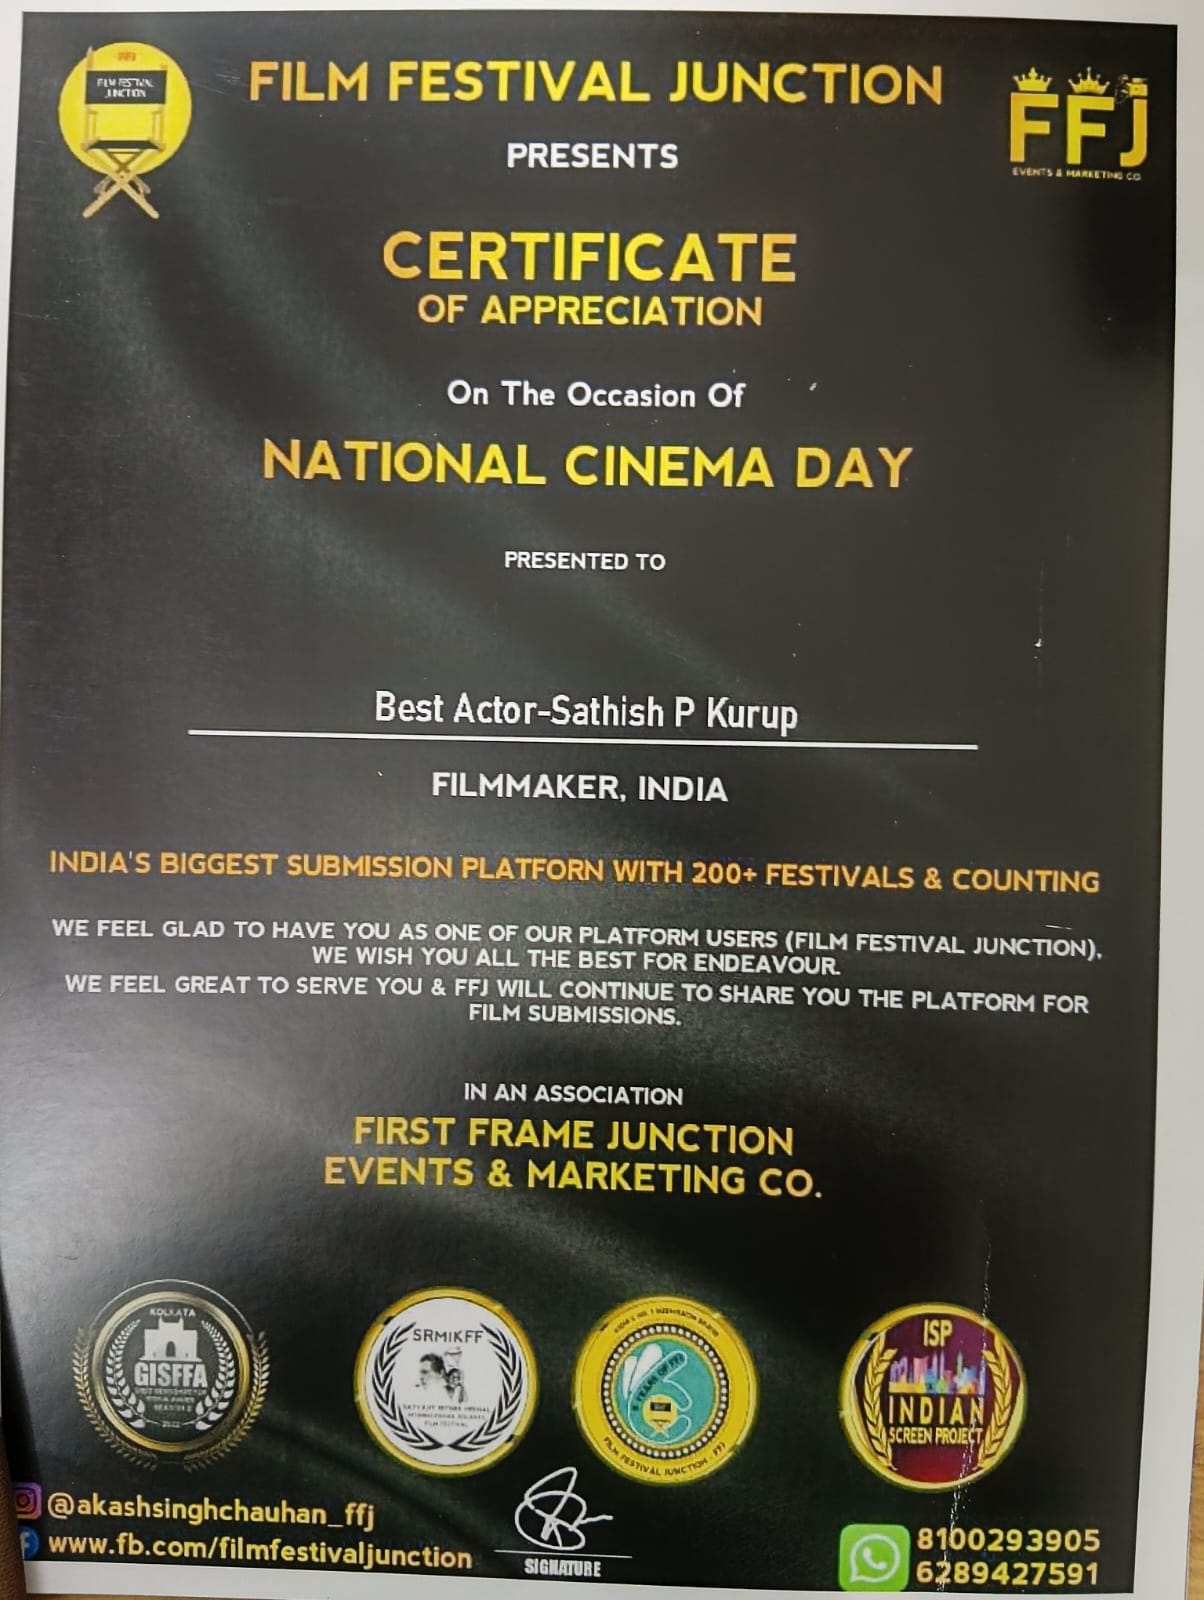 FFJ
FILM FESTIVAL
JUNCTION
FILM FESTIVAL JUNCTION
FFJ
EVENTS & MARKETING CO.
PRESENTS
CERTIFICATE
OF APPRECIATION
On The Occasion Of
NATIONAL CINEMA DAY
PRESENTED TO
Best Actor-Sathish P Kurup
FILMMAKER, INDIA
INDIA'S BIGGEST SUBMISSION PLATFORN WITH 200+ FESTIVALS & COUNTING
WE FEEL GLAD TO HAVE YOU AS ONE OF OUR PLATFORM USERS (FILM FESTIVAL JUNCTION),
WE WISH YOU ALL THE BEST FOR ENDEAVOUR.
WE FEEL GREAT TO SERVE YOU & FFJ WILL CONTINUE TO SHARE YOU THE PLATFORM FOR
FILM SUBMISSIONS.
IN AN ASSOCIATION
FIRST FRAME JUNCTION
EVENTS & MARKETING CO.
KOLKATA
GISFFA
SRMIKFF
FILM FESTIVAL
FILM FESTIVAL JUNCTION - FFJ
ISP
INDIAN
SCREEN PROJECT
@akashsinghchauhan_ffj
www.fb.com/filmfestivaljunction
SIGNATURE
8100293905
6289427591